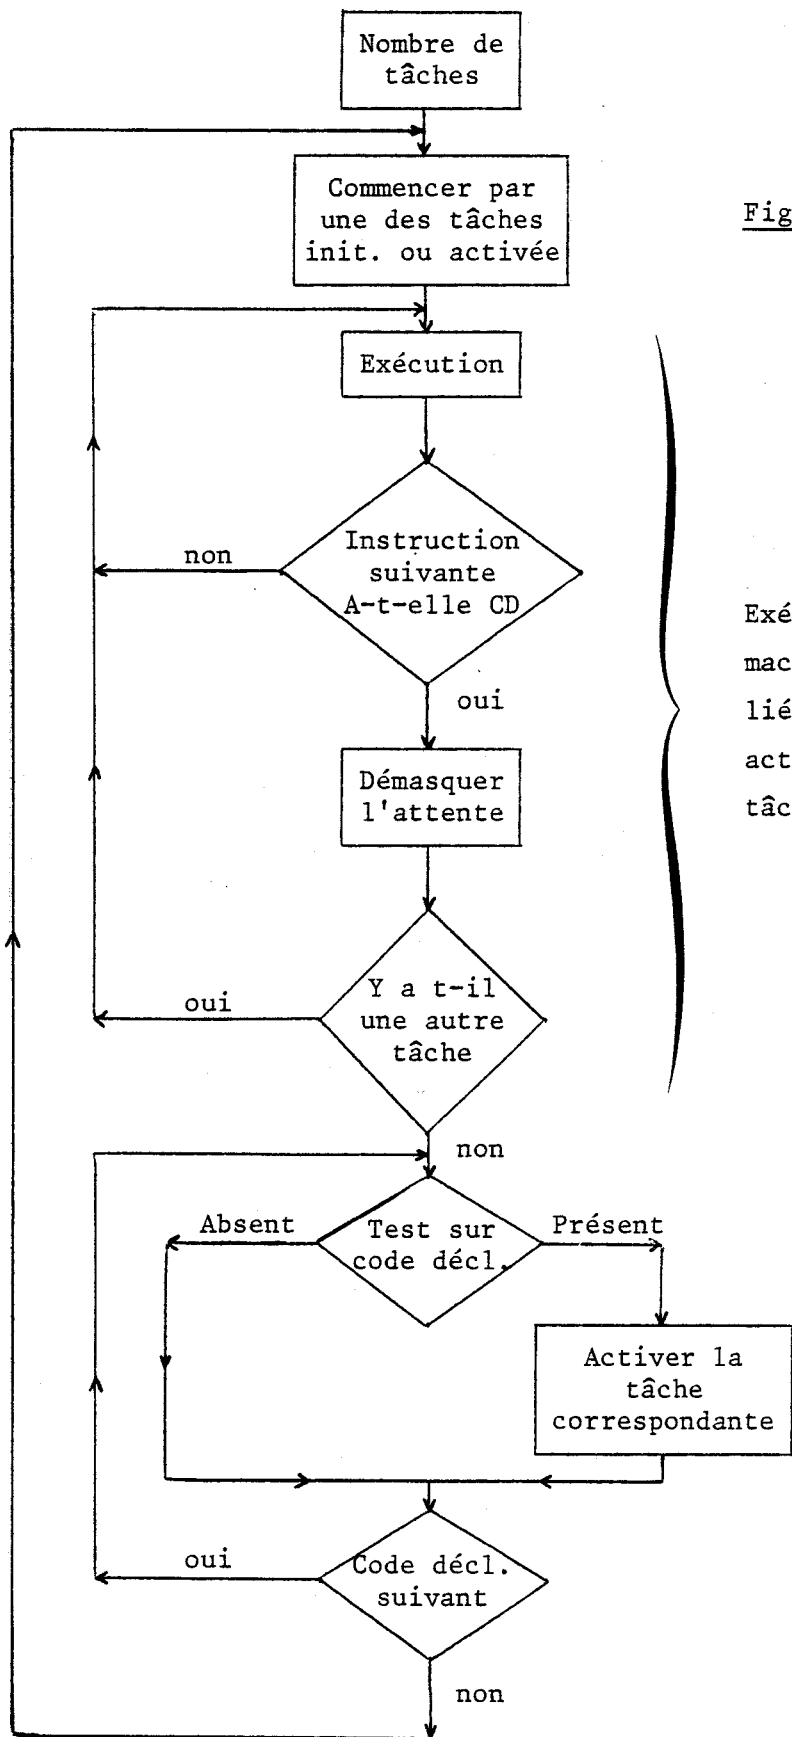 Nombre de
tâches
Commencer par
une des tâches
init. ou activée
Fig
Exécution
Instruction
suivante
A-t-elle CD
non
oui
Exé
mac
lié
act
tâc
Démasquer
l'attente
Y a t-il
une autre
tâche
oui
non
Test sur
code décl.
Absent
Présent
Activer la
tâche
correspondante
Code décl.
suivant
oui
non